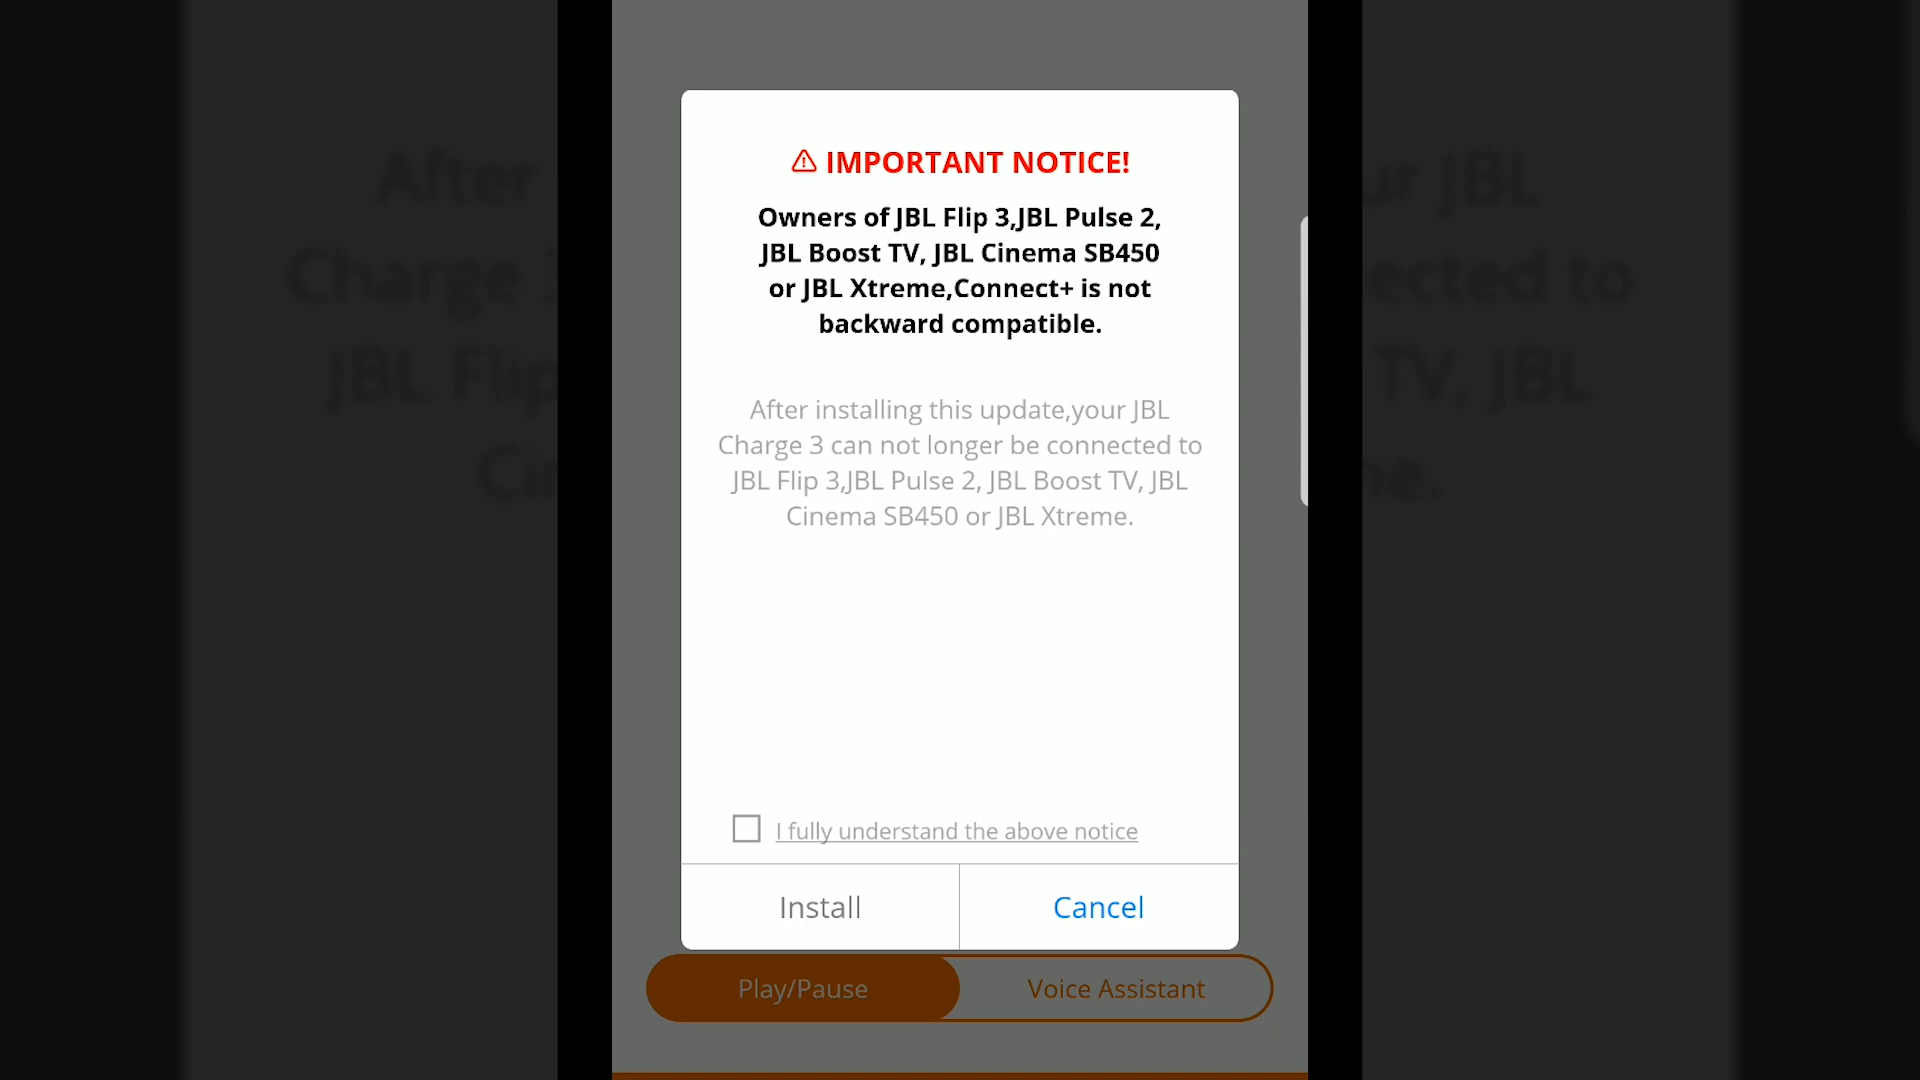 IMPORTANT NOTICE!
Owners of JBL Flip 3,JBL Pulse 2,
JBL Boost TV, JBL Cinema SB450
or JBL Xtreme,Connect+ is not
backward compatible.
After installing this update,your JBL
Charge 3 can not longer be connected to
JBL Flip 3,JBL Pulse 2, JBL Boost TV, JBL
Cinema SB450 or JBL Xtreme.
I fully understand the above notice
Install
Cancel
Play/Pause
Voice Assistant